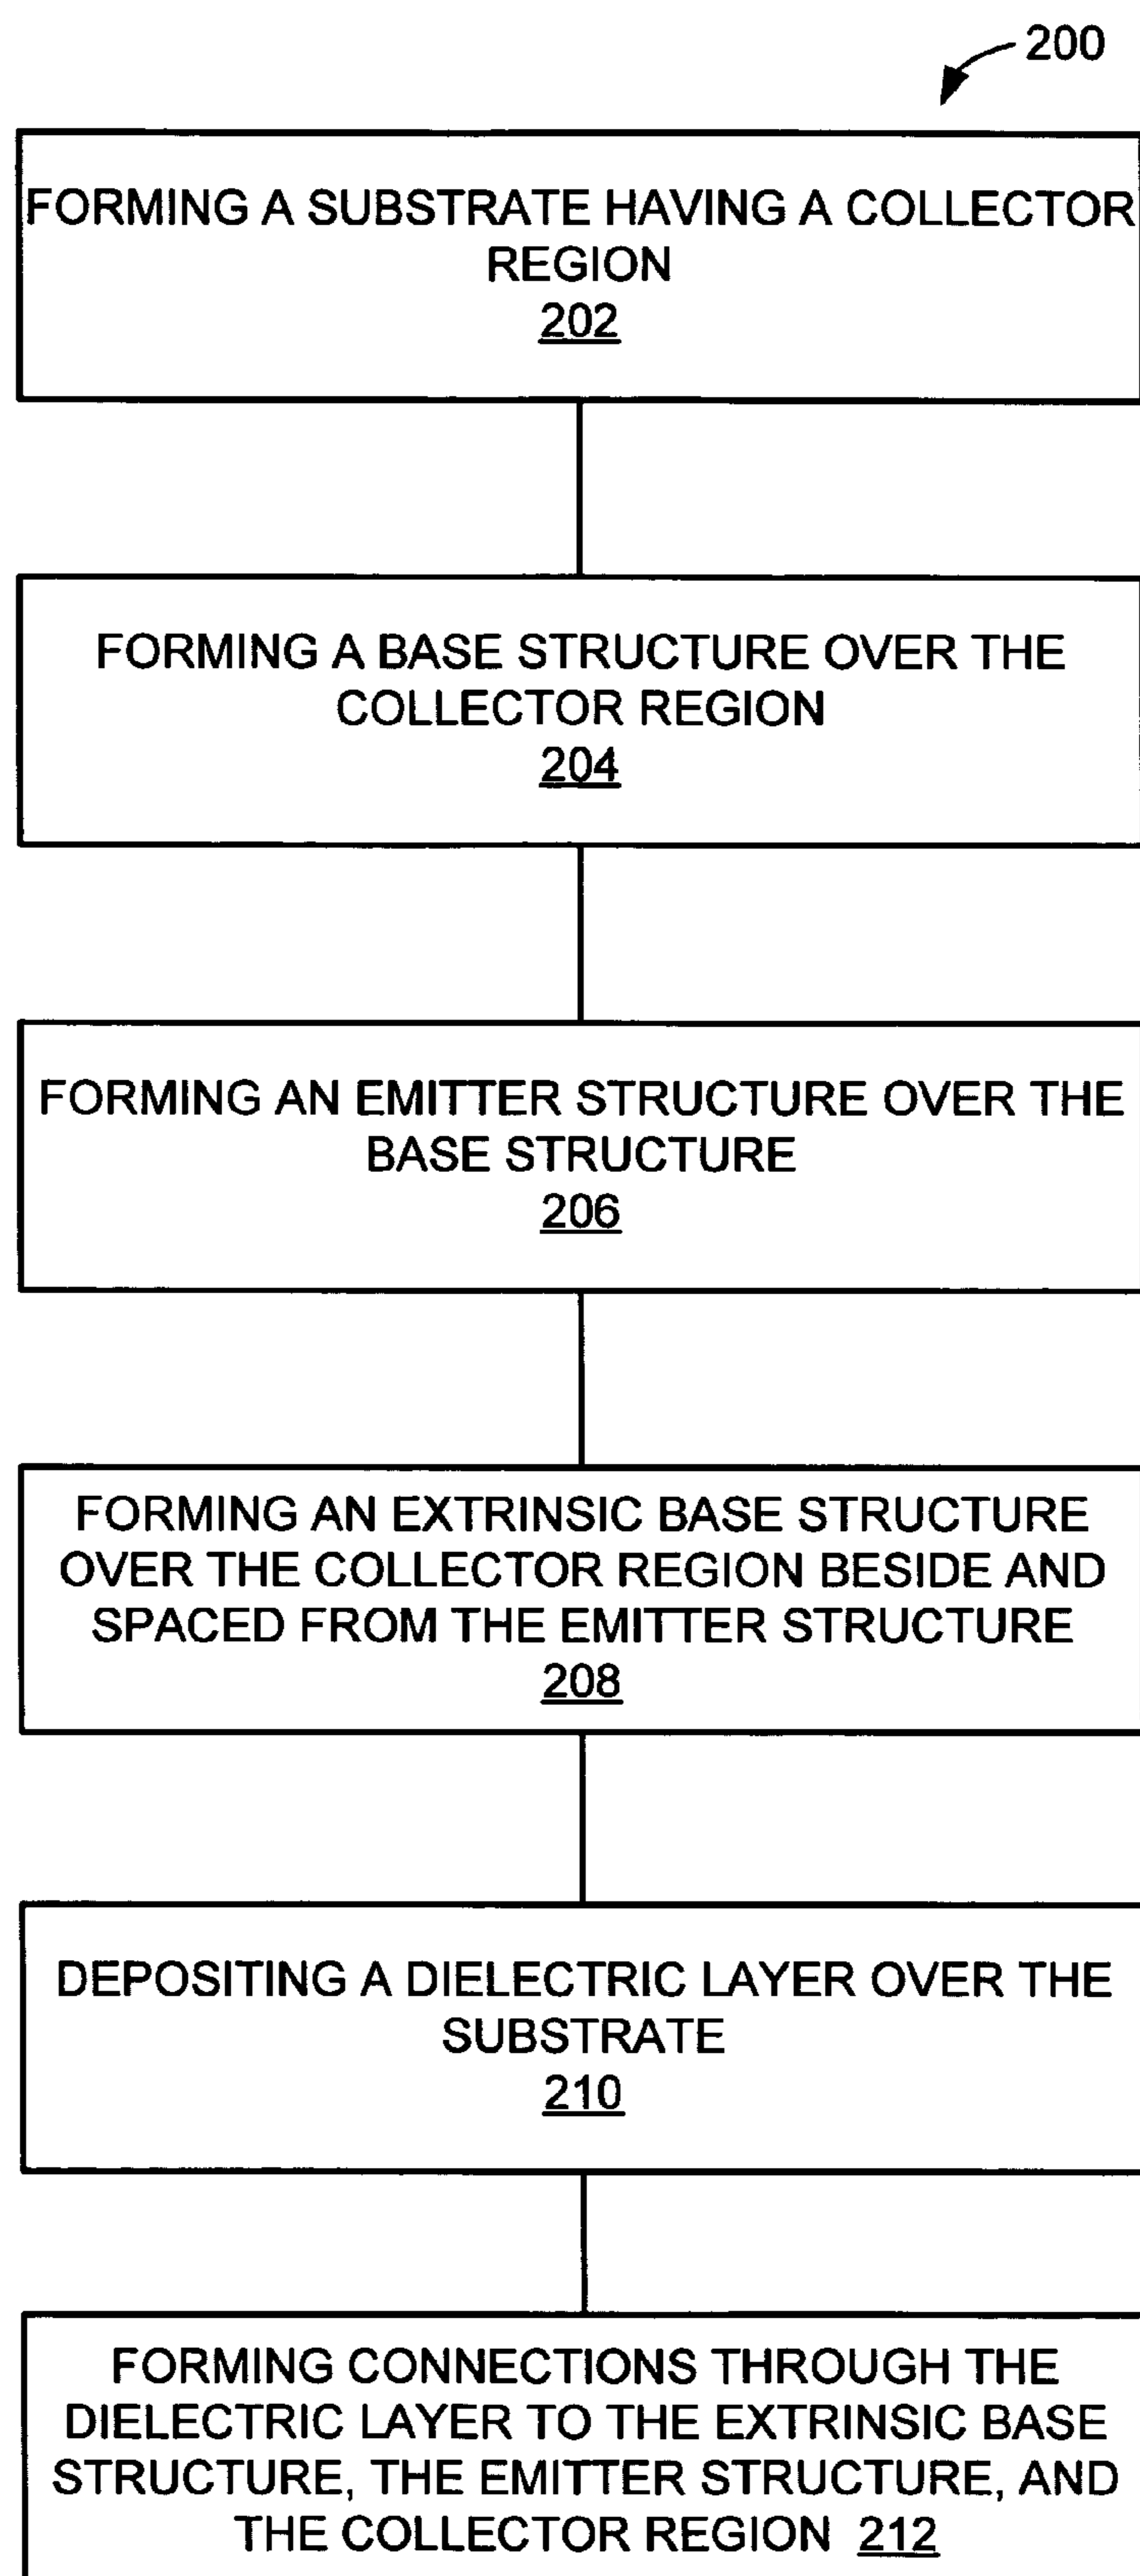 200
FORMING A SUBSTRATE HAVING A COLLECTOR
REGION
202
FORMING A BASE STRUCTURE OVER THE
COLLECTOR REGION
204
FORMING AN EMITTER STRUCTURE OVER THE
BASE STRUCTURE
206
FORMING AN EXTRINSIC BASE STRUCTURE
OVER THE COLLECTOR REGION BESIDE AND
SPACED FROM THE EMITTER STRUCTURE
208
DEPOSITING A DIELECTRIC LAYER OVER THE
SUBSTRATE
210
FORMING CONNECTIONS THROUGH THE
DIELECTRIC LAYER TO THE EXTRINSIC BASE
STRUCTURE, THE EMITTER STRUCTURE, AND
THE COLLECTOR REGION 212